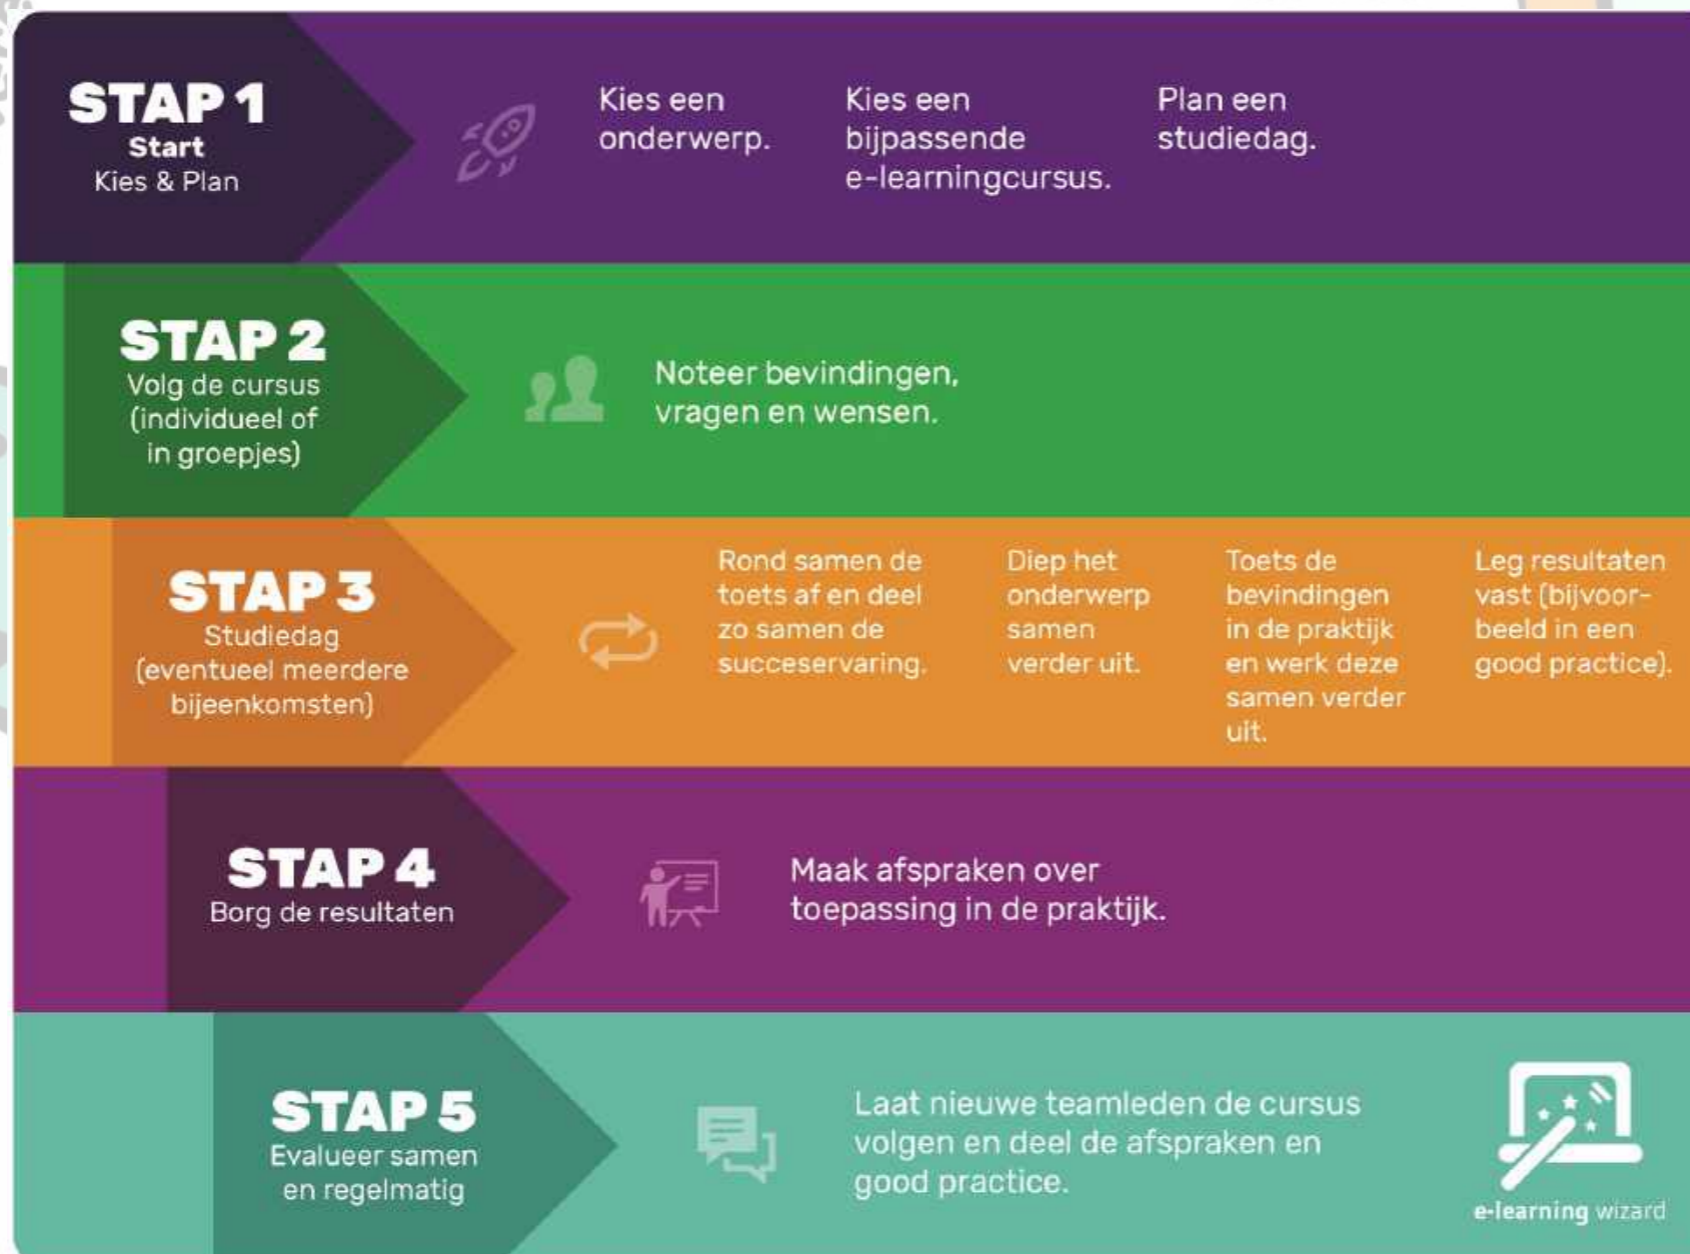 STAP 1
Start
Kies & Plan
Kies een
onderwerp.
Kies een
bijpassende
e-learningcursus.
Plan een
studiedag.
STAP 2
Volg de cursus
(individueel of
in groepjes)
Noteer bevindingen,
vragen en wensen.
STAP 3
Studiedag
(eventueel meerdere
bijeenkomsten)
Rond samen de
toets af en deel
zo samen de
succeservaring.
Diep het
onderwerp
samen
verder uit.
Toets de
bevindingen
in de praktijk
en werk deze
samen verder
uit.
Leg resultaten
vast (bijvoor-
beeld in een
good practice).
STAP 4
Borg de resultaten
Maak afspraken over
toepassing in de praktijk.
STAP 5
Evalueer samen
en regelmatig
Laat nieuwe teamleden de cursus
volgen en deel de afspraken en
good practice.
e-learning wizard